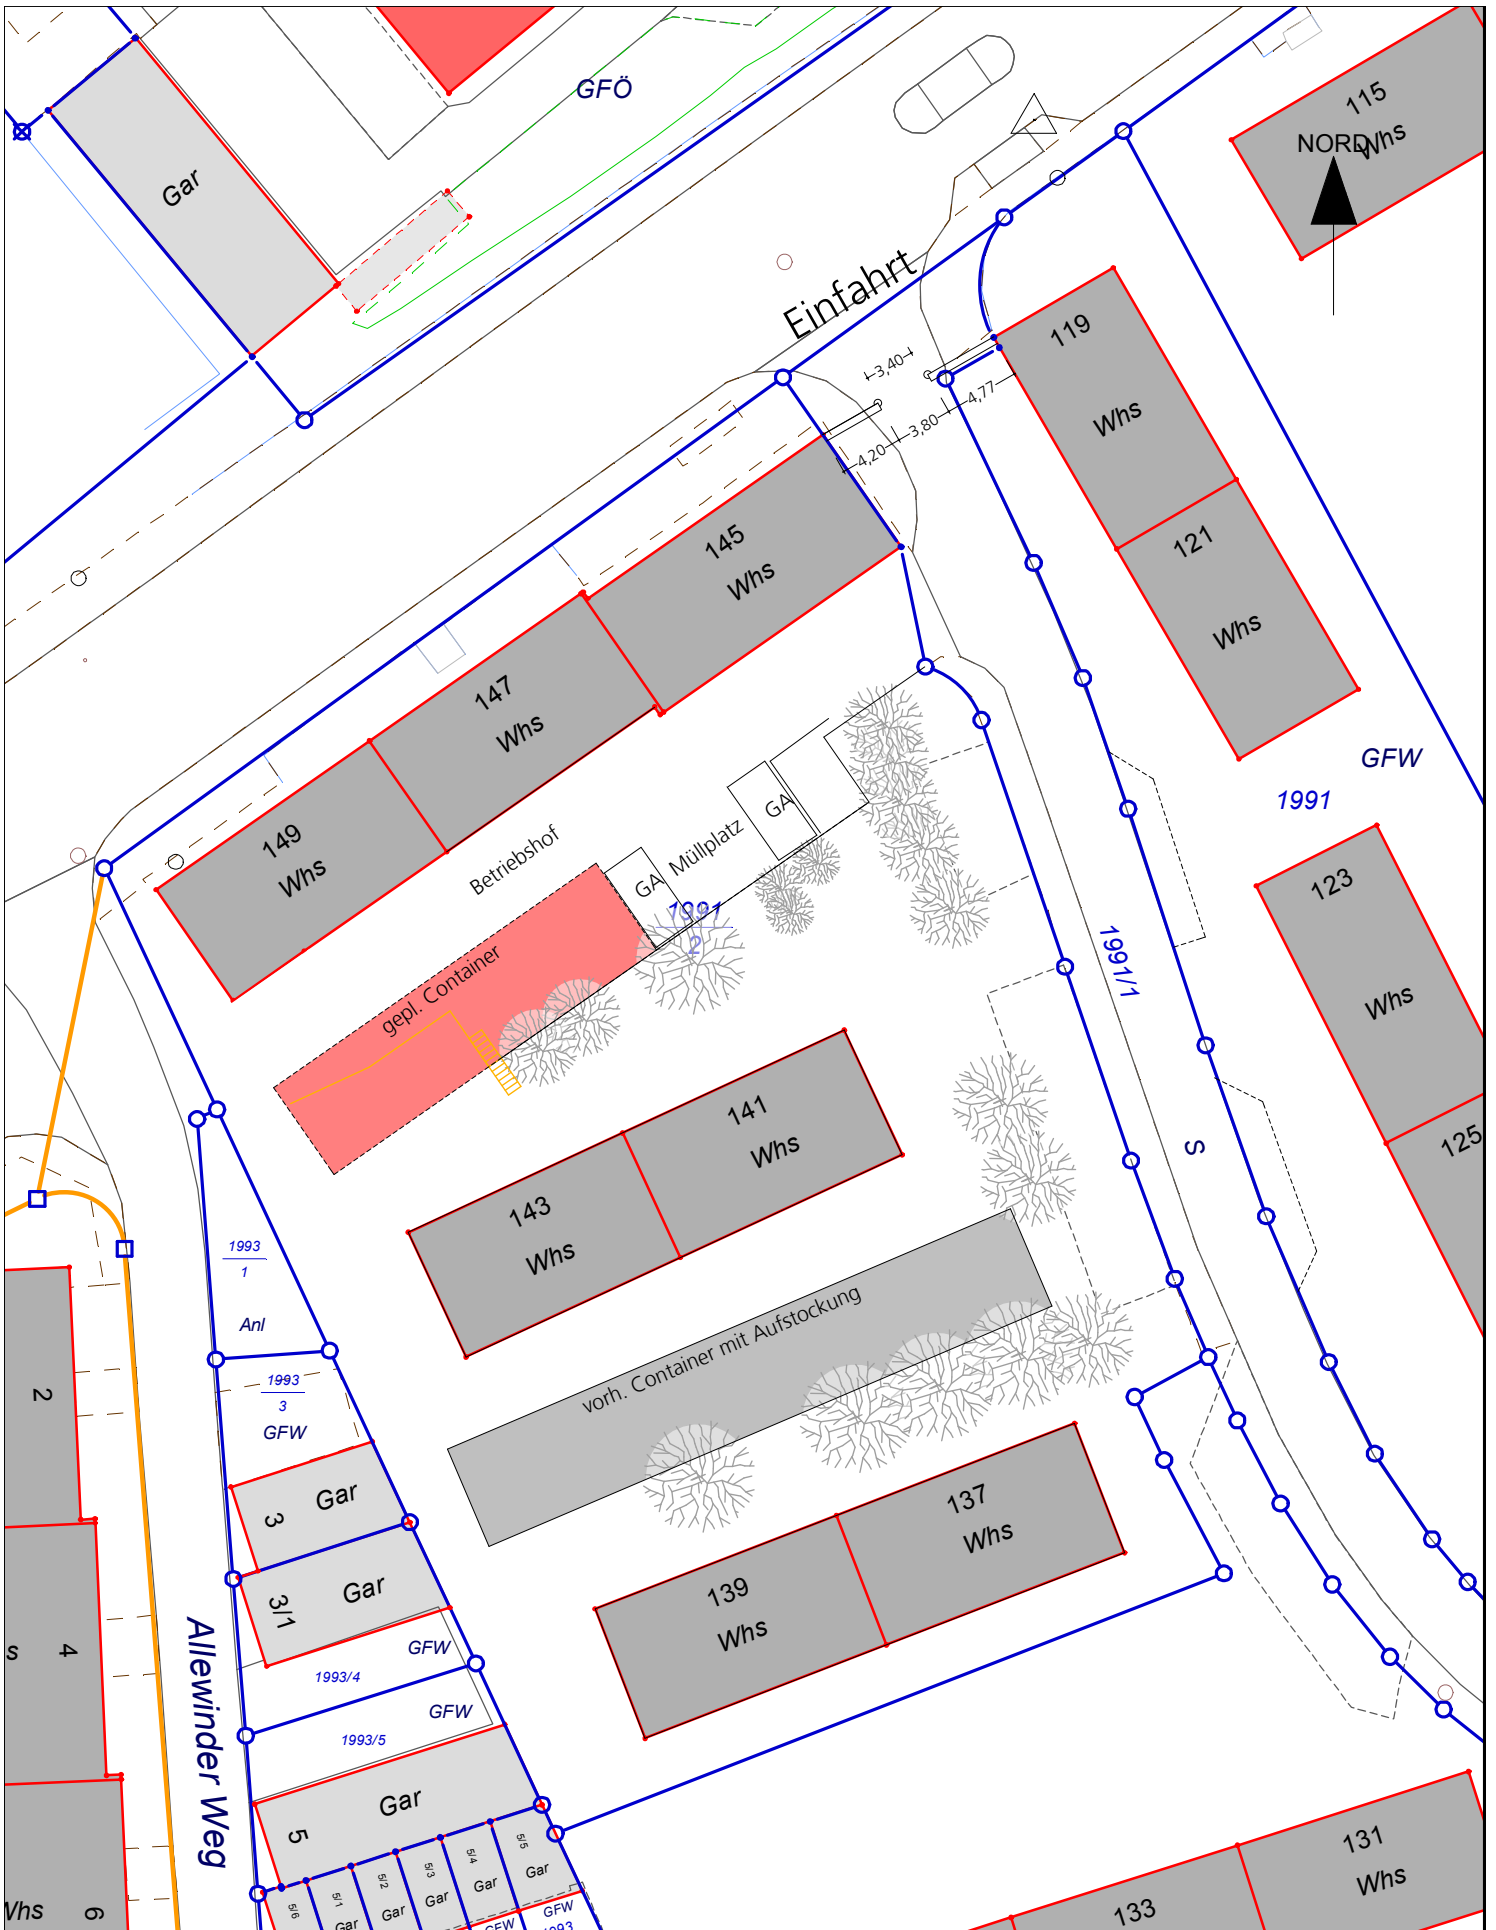 GFÖ
115
Whs
NORD
Gar
Einfahrt
119
Whs
3,40
4,77
3,80
4,20
145
Whs
121
Whs
147
Whs
GFW
1991
149
Whs
Betriebshof
GA
Müllplatz
GA
1991
2
123
Whs
gepl. Container
1991/1
141
Whs
125
S
143
Whs
1993
1
Anl
vorh. Container mit Aufstockung
1993
3
GFW
2
137
Whs
3
Gar
139
Whs
3/1
Gar
GFW
1993/4
s
4
Allewinder Weg
GFW
1993/5
Gar
5
131
Whs
5/5
Gar
5/4
Gar
5/3
Gar
5/2
Gar
5/1
Gar
5/6
133
Whs
6
GFW
1993
GFW